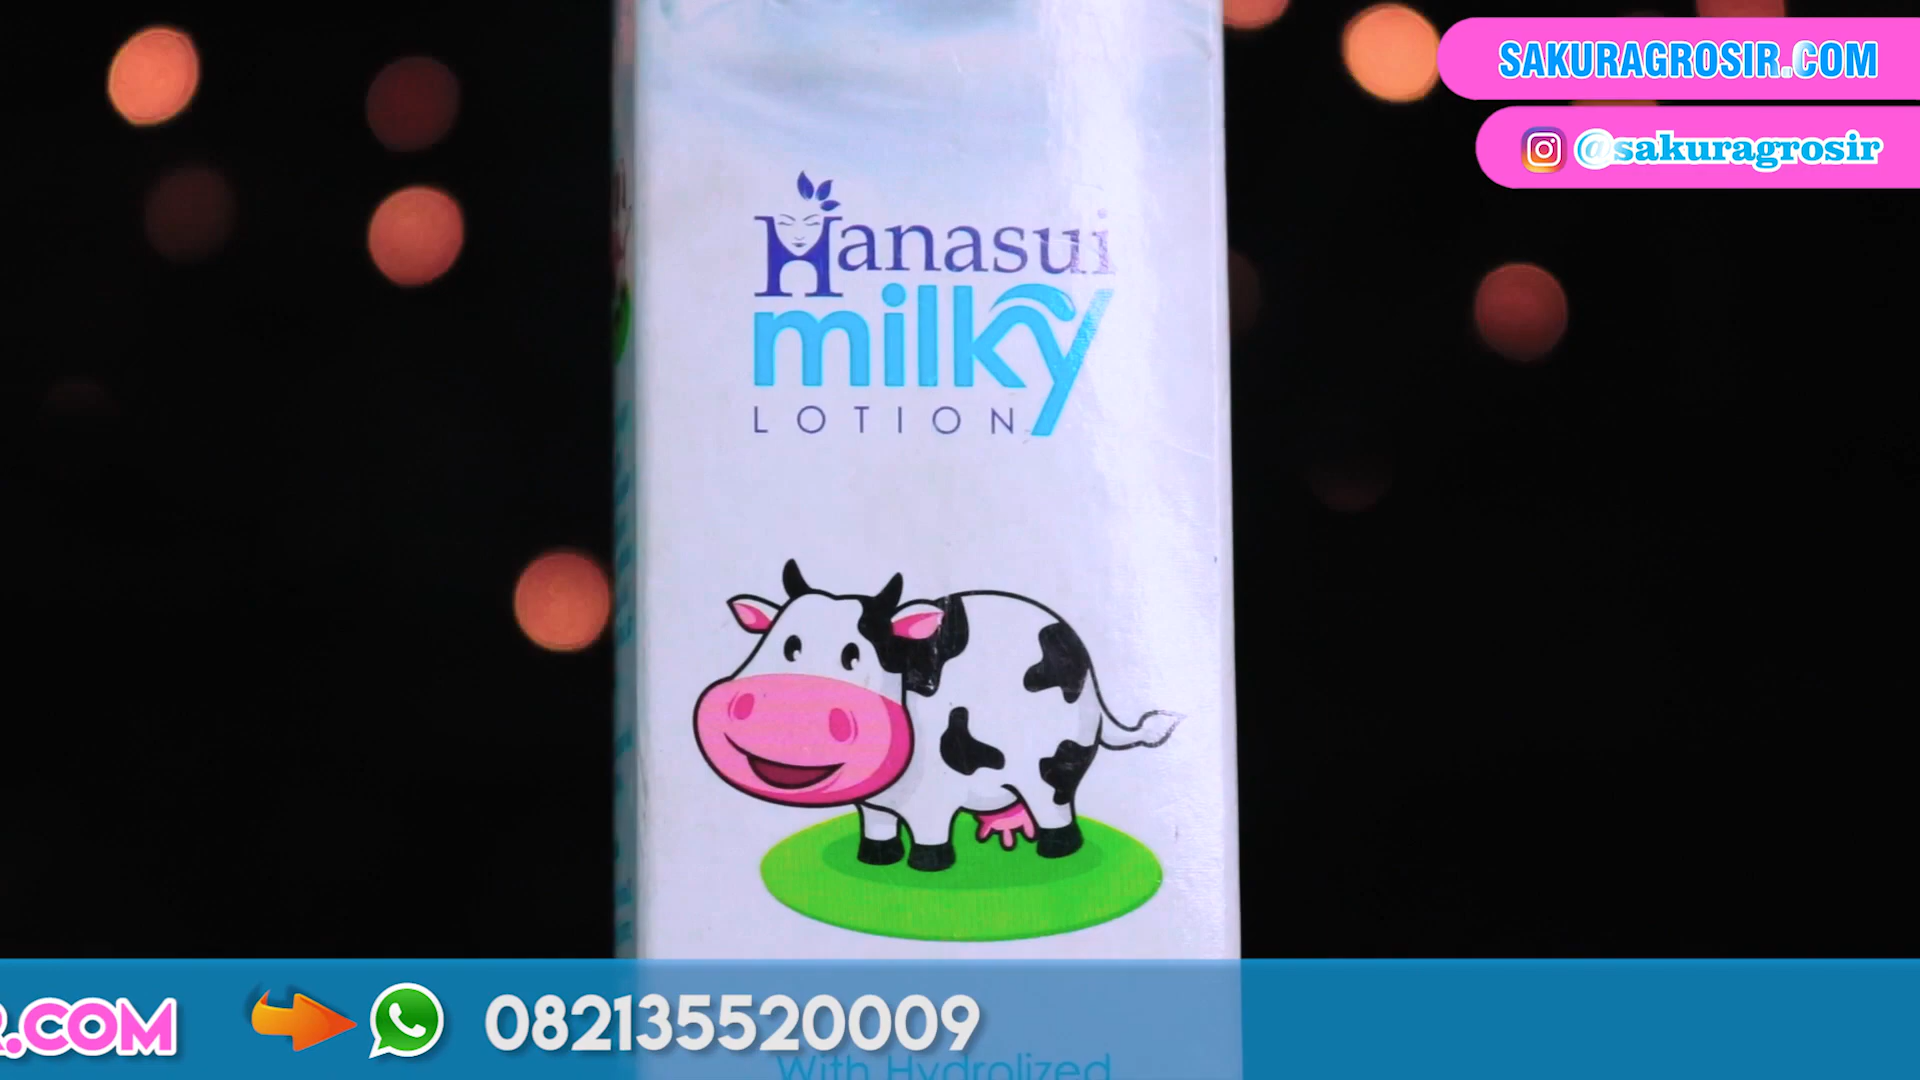 SAKURAGROSIR.COM
@sakuragrosir
Hanasui
milky
LOTION
.COM
082135520009
With Hydrolized